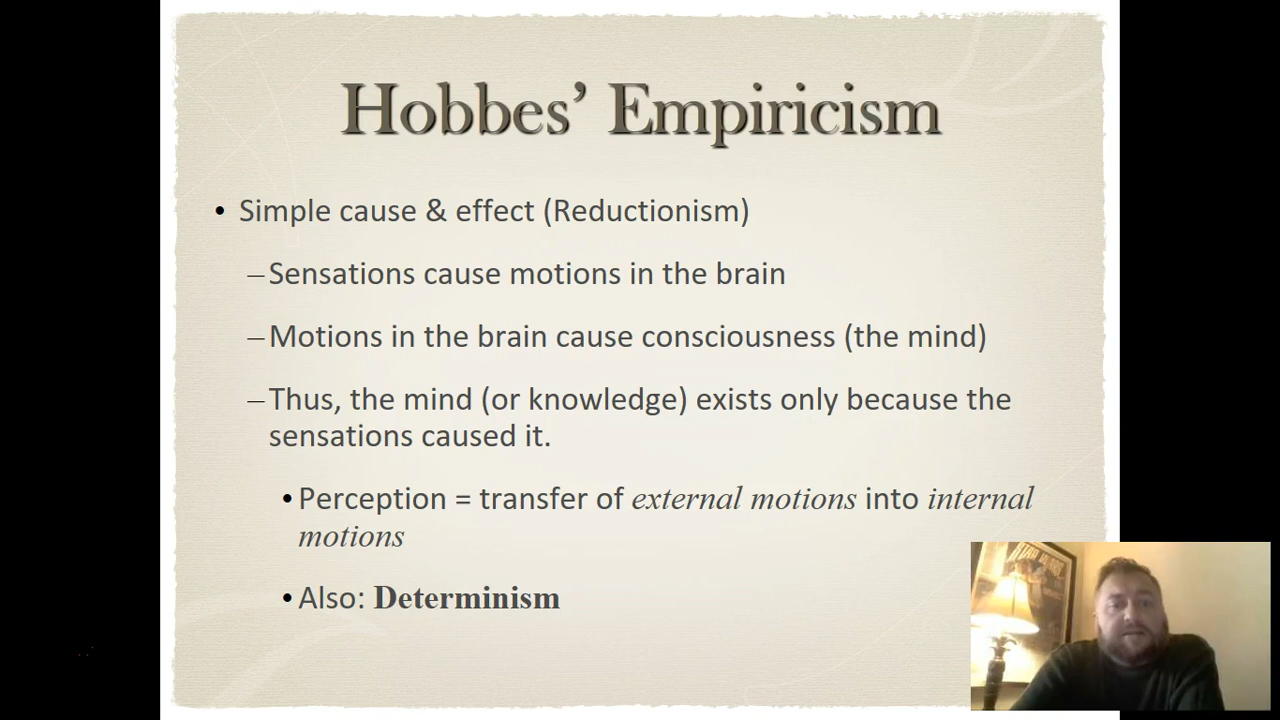 Hobbes’ Empiricism
• Simple cause & effect (Reductionism)
– Sensations cause motions in the brain
– Motions in the brain cause consciousness (the mind)
– Thus, the mind (or knowledge) exists only because the
sensations caused it.
• Perception = transfer of external motions into internal
motions
• Also: Determinism